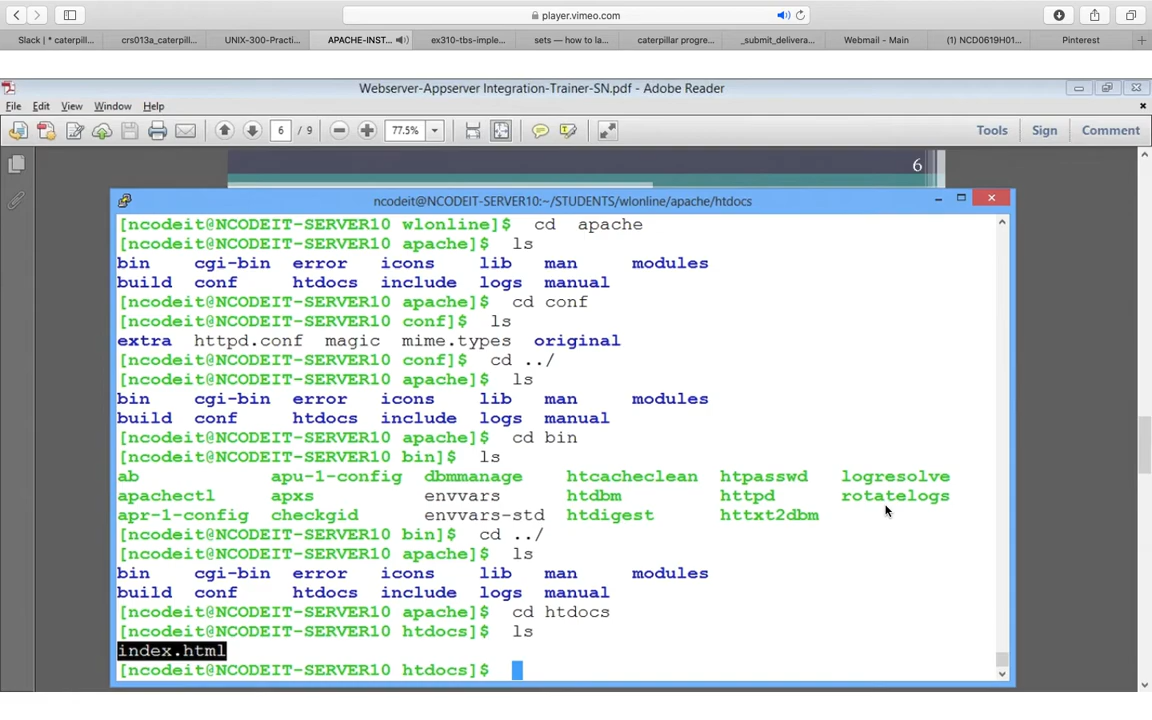 player.vimeo.com
Slack | * caterpill...
crs013a_caterpill...
UNIX-300-Practi...
APACHE-INST...
ex310-tbs-imple...
sets — how to la...
caterpillar progre...
_submit_delivera...
Webmail - Main
(1) NCD0619H01...
Pinterest
Webserver-Appserver Integration-Trainer-SN.pdf - Adobe Reader
File Edit View Window Help
6 / 9 77.5% Tools Sign Comment
6
ncodeit@NCODEIT-SERVER10:~/STUDENTS/wlonline/apache/htdocs
[ncodeit@NCODEIT-SERVER10 wlonline]$ cd apache
[ncodeit@NCODEIT-SERVER10 apache]$ ls
bin cgi-bin error icons lib man modules
build conf htdocs include logs manual
[ncodeit@NCODEIT-SERVER10 apache]$ cd conf
[ncodeit@NCODEIT-SERVER10 conf]$ ls
extra httpd.conf magic mime.types original
[ncodeit@NCODEIT-SERVER10 conf]$ cd ../
[ncodeit@NCODEIT-SERVER10 apache]$ ls
bin cgi-bin error icons lib man modules
build conf htdocs include logs manual
[ncodeit@NCODEIT-SERVER10 apache]$ cd bin
[ncodeit@NCODEIT-SERVER10 bin]$ ls
ab apu-1-config dbmmanage htcacheclean htpasswd logresolve
apachectl apxs envvars htdbm httpd rotatelogs
apr-1-config checkgid envvars-std htdigest httxt2dbm
[ncodeit@NCODEIT-SERVER10 bin]$ cd ../
[ncodeit@NCODEIT-SERVER10 apache]$ ls
bin cgi-bin error icons lib man modules
build conf htdocs include logs manual
[ncodeit@NCODEIT-SERVER10 apache]$ cd htdocs
[ncodeit@NCODEIT-SERVER10 htdocs]$ ls
index.html
[ncodeit@NCODEIT-SERVER10 htdocs]$